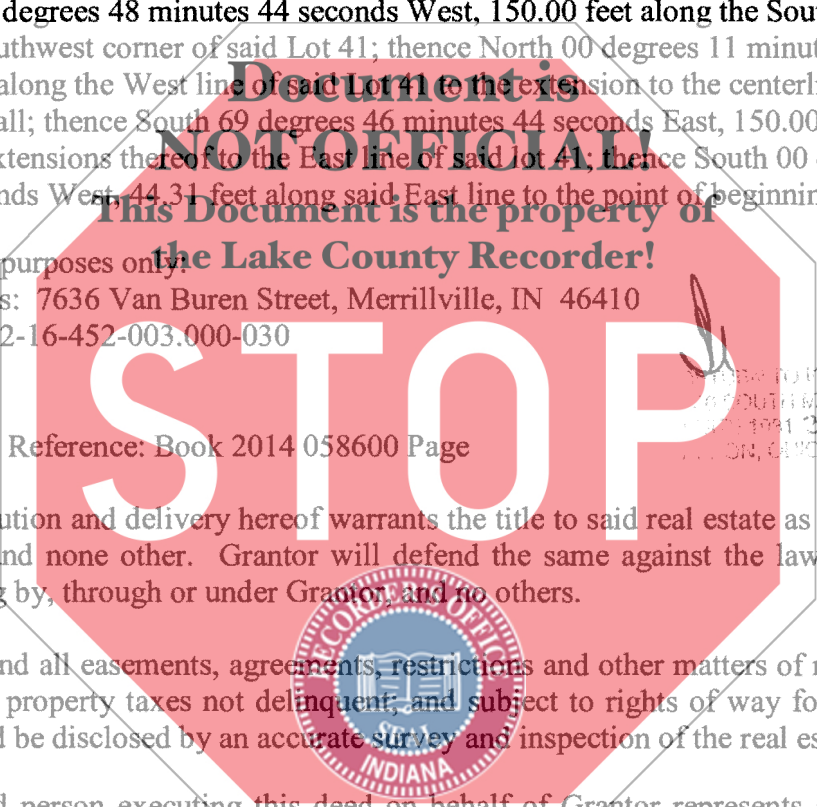 degrees 48 minutes 44 seconds West, 150.00 feet along the Sou
uthwest corner of said Lot 41; thence North 00 degrees 11 minut
along the West line of said Lot 41 to the extension to the centerl
Document is
all; thence South 69 degrees 46 minutes 44 seconds East, 150.00
NOT OFFICIAL!
xtensions thereof to the East line of said lot 41; thence South 00
nds West, 44.31 feet along said East line to the point of beginnin
This Document is the property of
the Lake County Recorder!
purposes only:
s: 7636 Van Buren Street, Merrillville, IN 46410
2-16-452-003.000-030
STOP
Reference: Book 2014 058600 Page
ution and delivery hereof warrants the title to said real estate as
nd none other. Grantor will defend the same against the law
g by, through or under Grantor, and no others.
RECORDER'S OFFICE
nd all easements, agreements, restrictions and other matters of r
property taxes not delinquent; and subject to rights of way fo
d be disclosed by an accurate survey and inspection of the real es
SEAL
INDIANA
d person executing this deed on behalf of Grantor represents